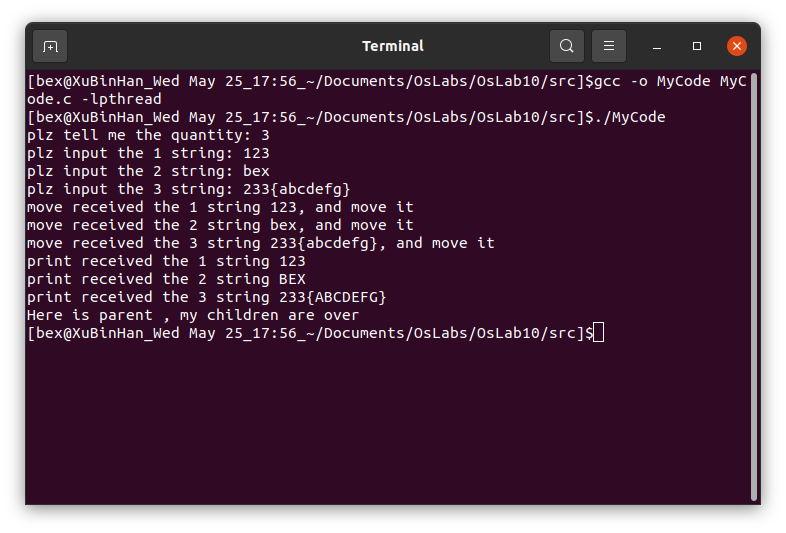 Terminal
[bex@XuBinHan_Wed May 25_17:56_~/Documents/OsLabs/OsLab10/src]$gcc -o MyCode MyC
ode.c -lpthread
[bex@XuBinHan_Wed May 25_17:56_~/Documents/OsLabs/OsLab10/src]$./MyCode
plz tell me the quantity: 3
plz input the 1 string: 123
plz input the 2 string: bex
plz input the 3 string: 233{abcdefg}
move received the 1 string 123, and move it
move received the 2 string bex, and move it
move received the 3 string 233{abcdefg}, and move it
print received the 1 string 123
print received the 2 string BEX
print received the 3 string 233{ABCDEFG}
Here is parent , my children are over
[bex@XuBinHan_Wed May 25_17:56_~/Documents/OsLabs/OsLab10/src]$